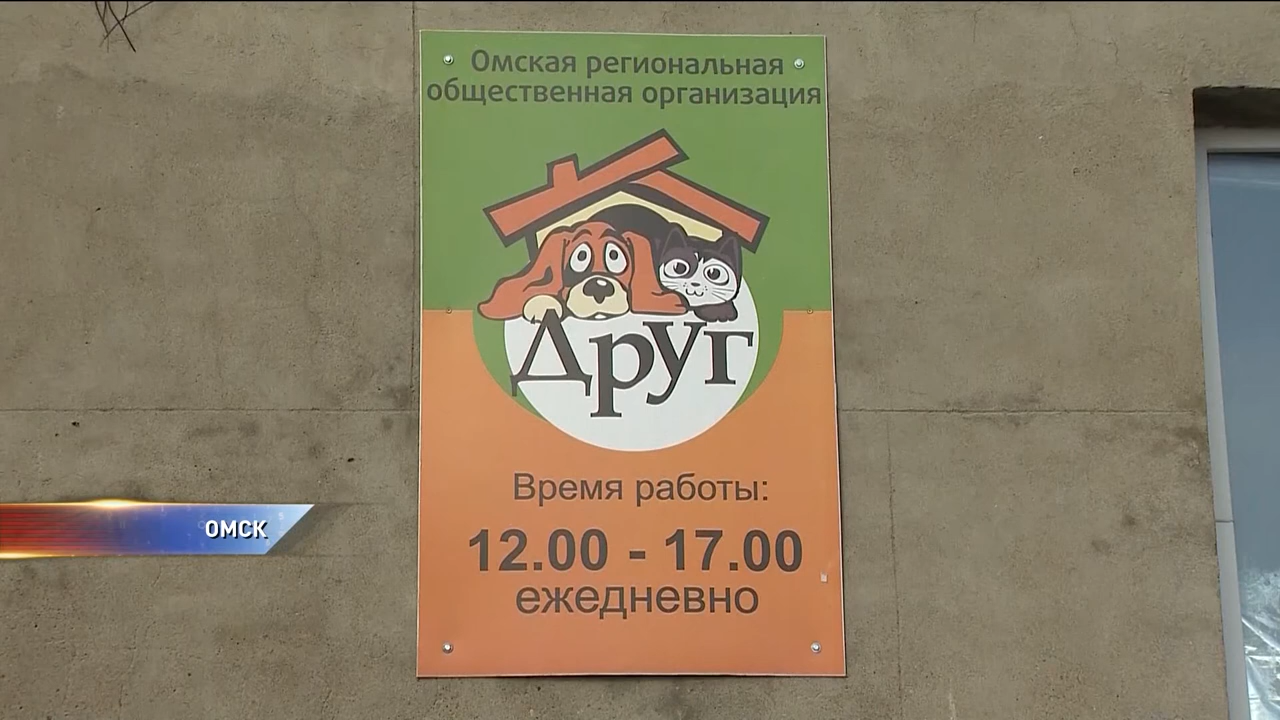 Омская региональная
общественная организация
Друг
Время работы:
12.00 - 17.00
ежедневно
ОМСК